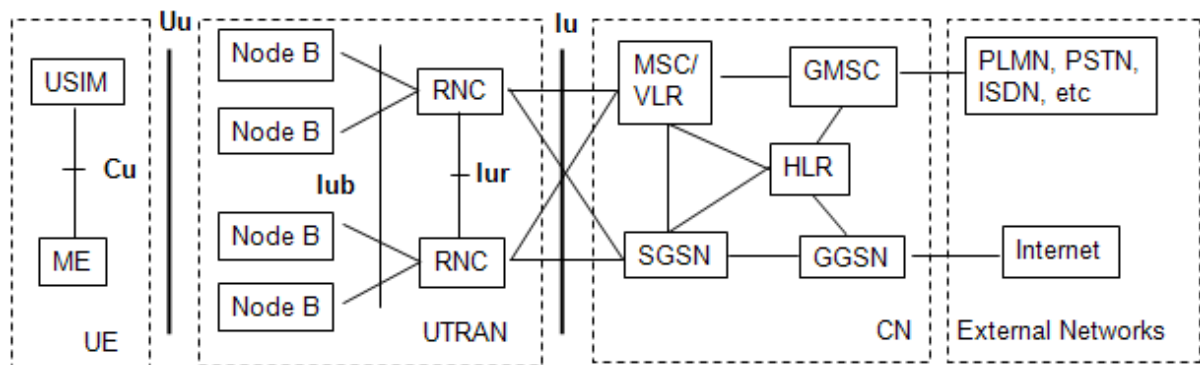 Uu
Iu
USIM
Cu
ME
UE
Node B
Node B
Node B
Node B
Iub
RNC
Iur
RNC
UTRAN
MSC/
VLR
GMSC
HLR
SGSN
GGSN
CN
PLMN, PSTN,
ISDN, etc
Internet
External Networks